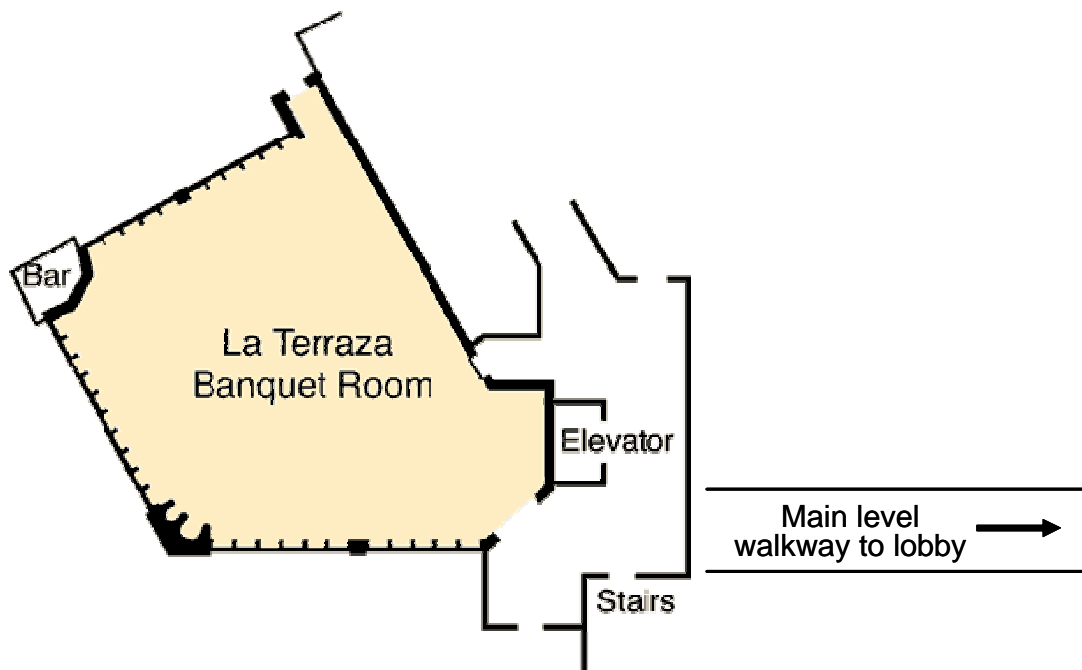 Bar
La Terraza
Banquet Room
Elevator
Main level
walkway to lobby
Stairs